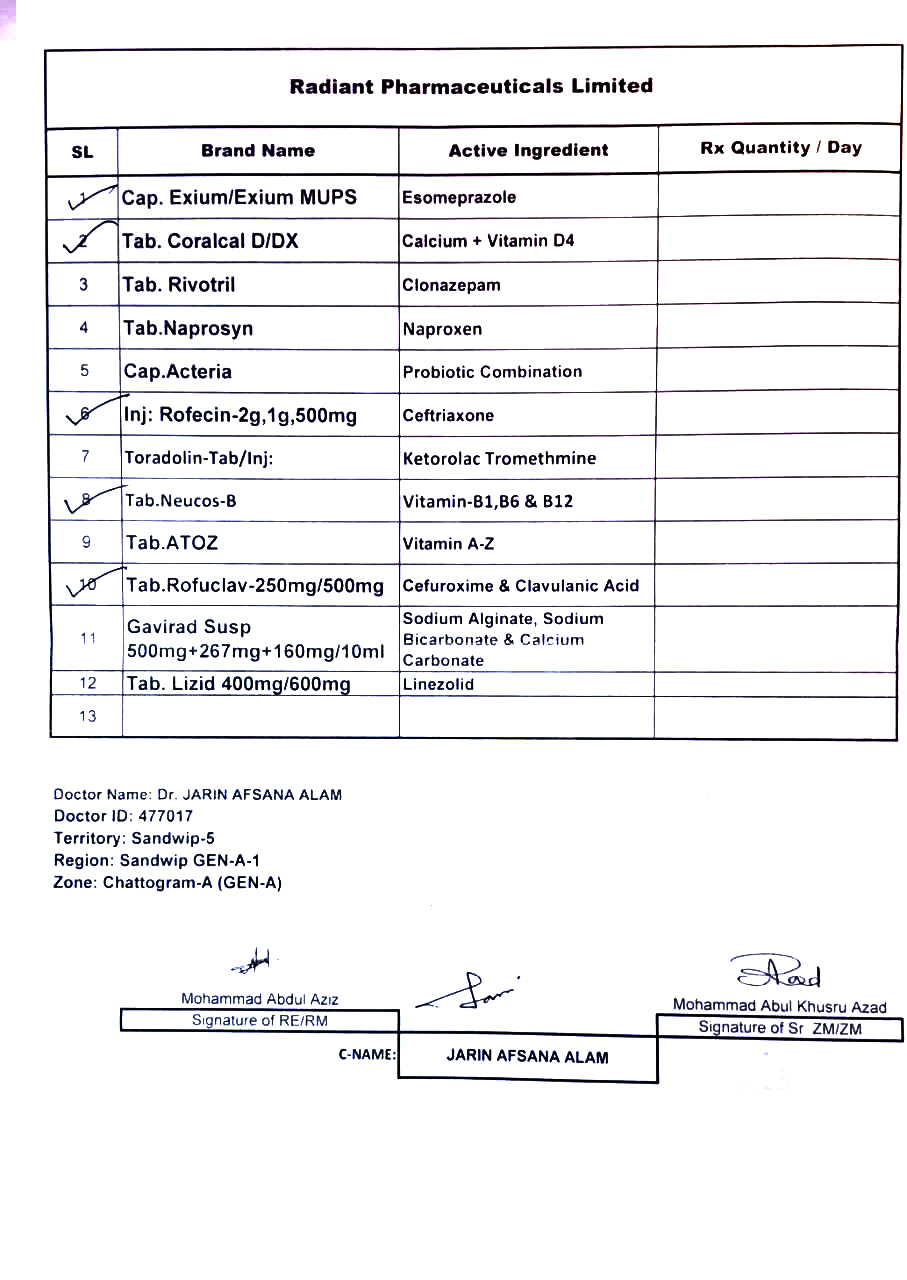 Radiant Pharmaceuticals Limited
SL Brand Name Active Ingredient Rx Quantity / Day
1 Cap. Exium/Exium MUPS Esomeprazole
2 Tab. Coralcal D/DX Calcium + Vitamin D4
3 Tab. Rivotril Clonazepam
4 Tab.Naprosyn Naproxen
5 Cap.Acteria Probiotic Combination
6 Inj: Rofecin-2g,1g,500mg Ceftriaxone
7 Toradolin-Tab/Inj: Ketorolac Tromethmine
8 Tab.Neucos-B Vitamin-B1,B6 & B12
9 Tab.ATOZ Vitamin A-Z
10 Tab.Rofuclav-250mg/500mg Cefuroxime & Clavulanic Acid
11 Gavirad Susp
500mg+267mg+160mg/10ml Sodium Alginate, Sodium
Bicarbonate & Calcium
Carbonate
12 Tab. Lizid 400mg/600mg Linezolid
13
Doctor Name: Dr. JARIN AFSANA ALAM
Doctor ID: 477017
Territory: Sandwip-5
Region: Sandwip GEN-A-1
Zone: Chattogram-A (GEN-A)
Mohammad Abdul Aziz
Signature of RE/RM
Mohammad Abul Khusru Azad
Signature of Sr ZM/ZM
C-NAME: JARIN AFSANA ALAM